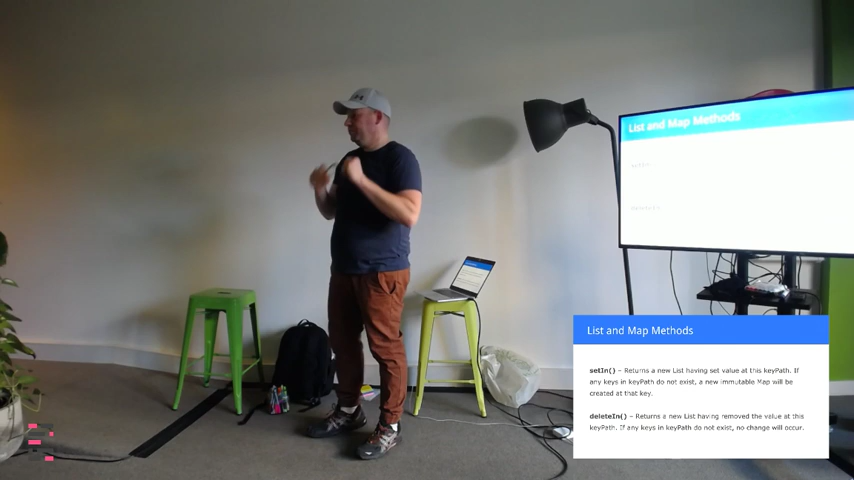 List and Map Methods
List and Map Methods
setIn() – Returns a new List having set value at this keyPath. If
any keys in keyPath do not exist, a new immutable Map will be
created at that key.
deleteIn() – Returns a new List having removed the value at this
keyPath. If any keys in keyPath do not exist, no change will occur.